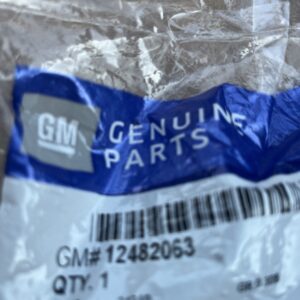 GM
GENUINE
PARTS
GM# 12482063
QTY. 1